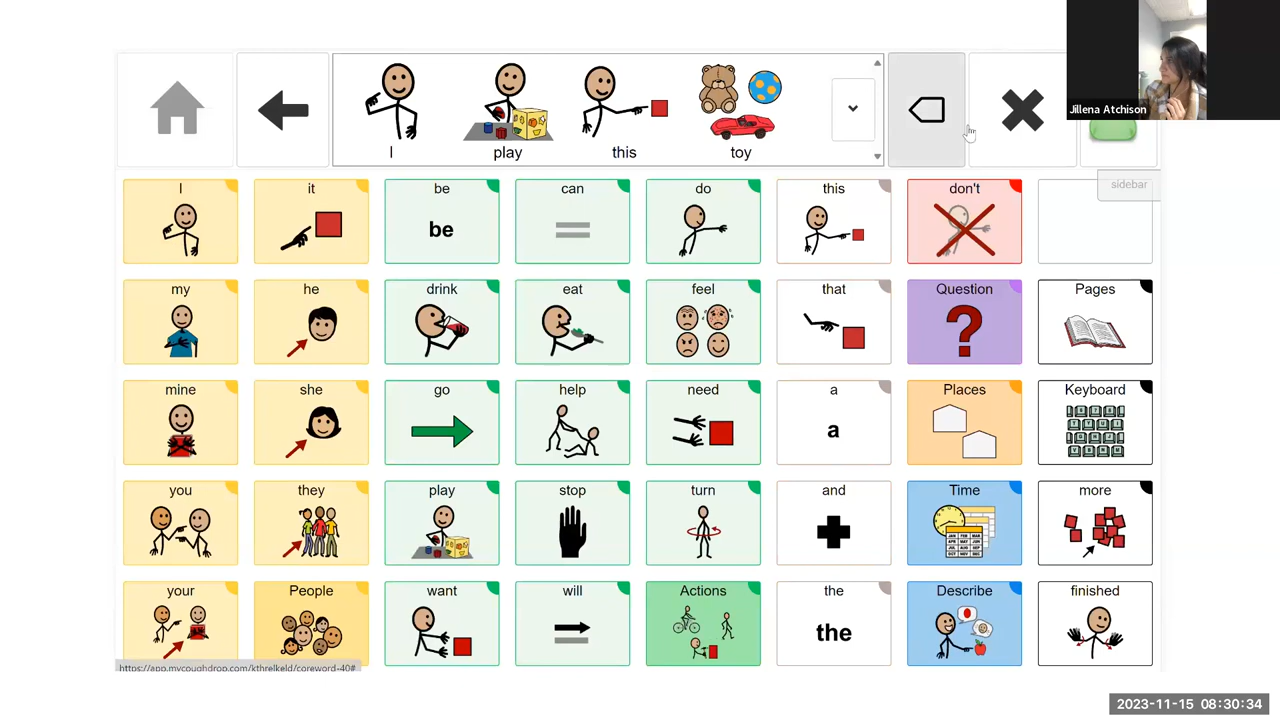 I play this toy
Jillena Atchison
sidebar
I it be can do this don't
be
my he drink eat feel that Question Pages
mine she go help need a Places Keyboard
a
you they play stop turn and Time more
your People want will Actions the Describe finished
the
https://app.mycoughdrop.com/kthrelkeld/coreword-40#
2023-11-15 08:30:34